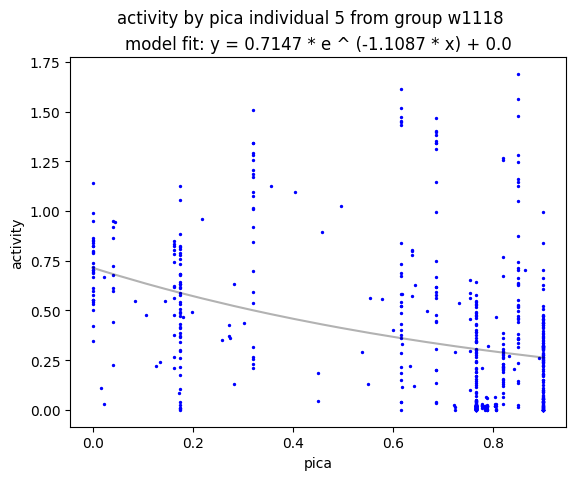 activity by pica individual 5 from group w1118
model fit: y = 0.7147 * e ^ (-1.1087 * x) + 0.0
1.75
1.50
1.25
1.00
0.75
0.50
0.25
0.00
activity
0.0 0.2 0.4 0.6 0.8
pica